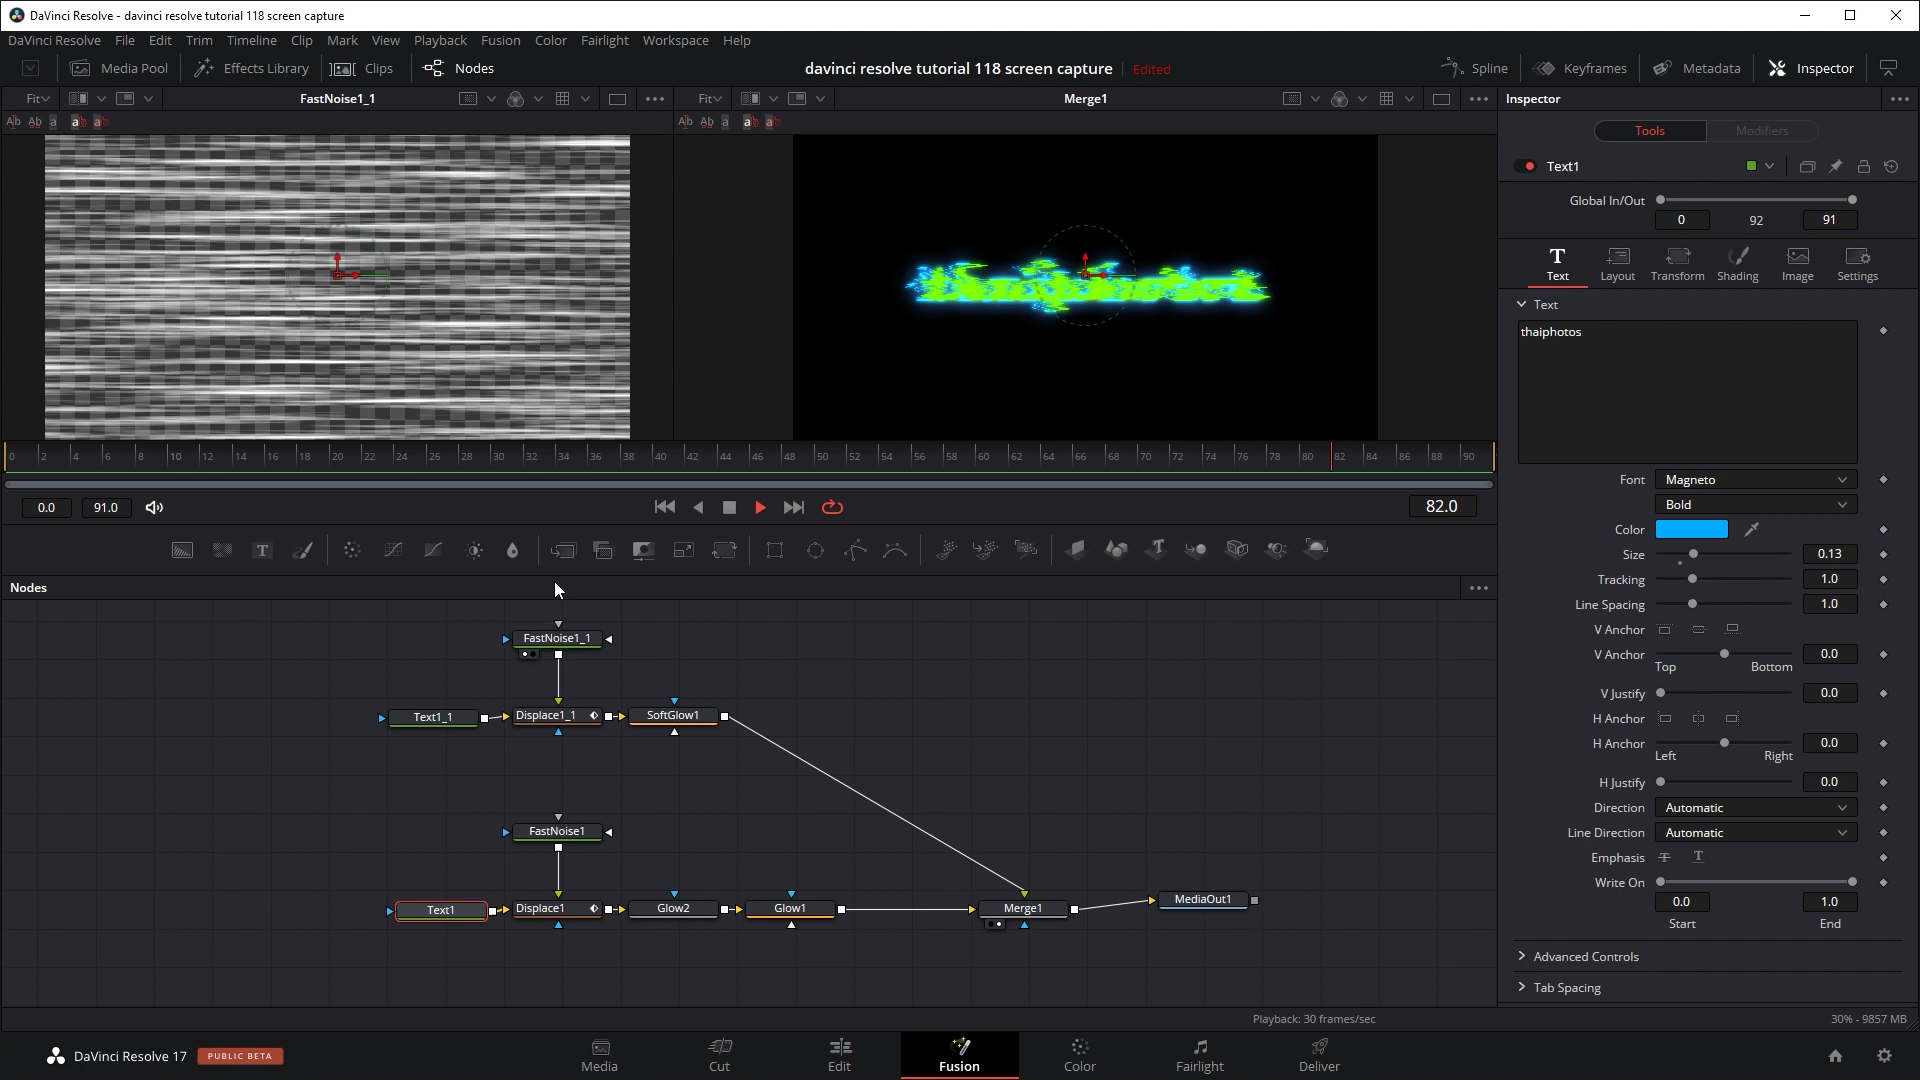 DaVinci Resolve - davinci resolve tutorial 118 screen capture
DaVinci Resolve File Edit Trim Timeline Clip Mark View Playback Fusion Color Fairlight Workspace Help
Media Pool Effects Library Clips Nodes davinci resolve tutorial 118 screen capture Edited Spline Keyframes Metadata Inspector
Fit FastNoise1_1 Fit Merge1 Inspector
Ab Ab a ab ab Ab Ab a ab ab
Tools Modifiers
Text1
Global In/Out
0 92 91
Text Layout Transform Shading Image Settings
Text
thaiphotos
0 2 4 6 8 10 12 14 16 18 20 22 24 26 28 30 32 34 36 38 40 42 44 46 48 50 52 54 56 58 60 62 64 66 68 70 72 74 76 78 80 82 84 86 88 90
Font Magneto
Bold
0.0 91.0 82.0
Color
Size 0.13
Tracking 1.0
Line Spacing 1.0
V Anchor
V Anchor 0.0
Top Bottom
V Justify 0.0
H Anchor
H Anchor 0.0
Left Right
H Justify 0.0
Direction Automatic
Line Direction Automatic
Emphasis
Write On
0.0 1.0
Start End
Advanced Controls
Tab Spacing
Nodes
FastNoise1_1
Text1_1 Displace1_1 SoftGlow1
FastNoise1
Text1 Displace1 Glow2 Glow1 Merge1 MediaOut1
Playback: 30 frames/sec 30% - 9857 MB
DaVinci Resolve 17 PUBLIC BETA
Media Cut Edit Fusion Color Fairlight Deliver